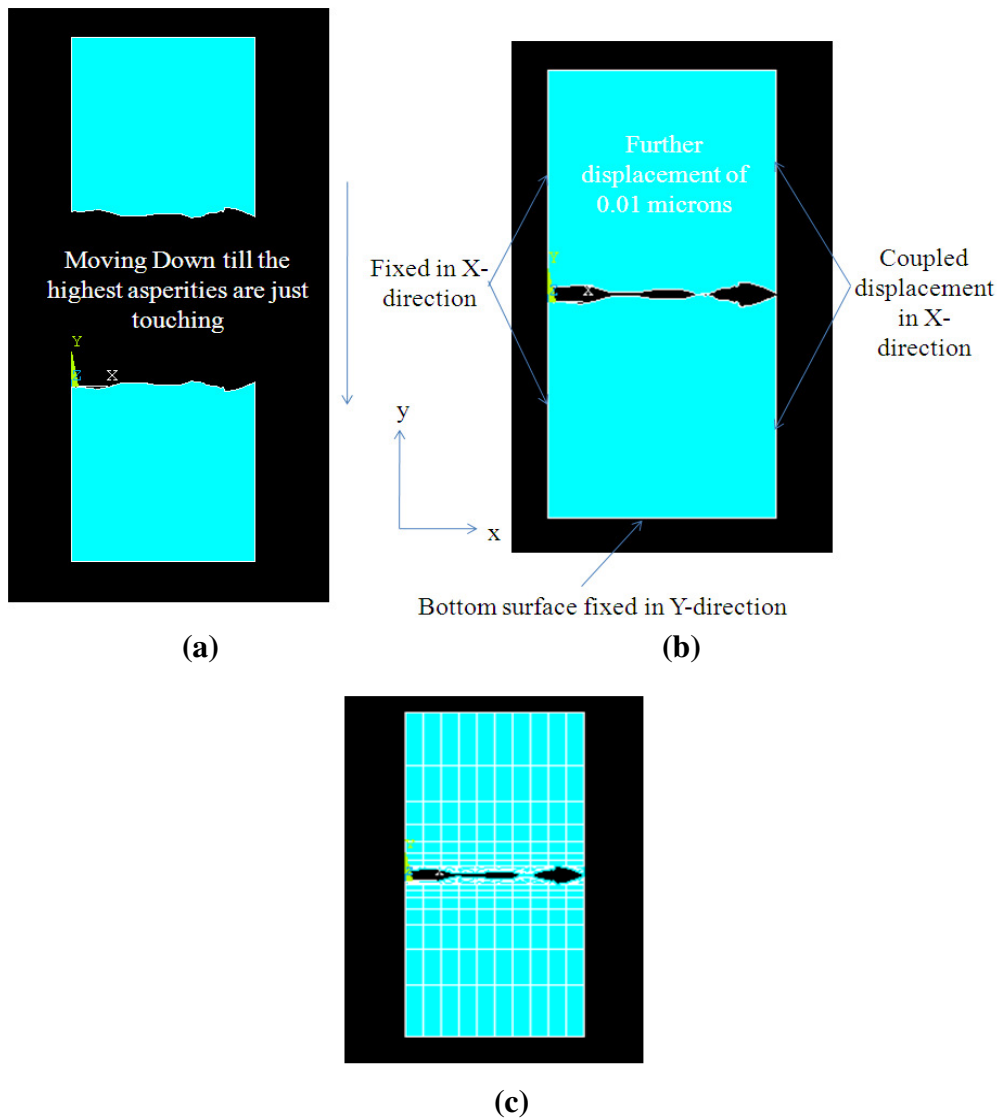 Moving Down till the
highest asperities are just
touching
Y
Z
X
(a)
Further
displacement of
0.01 microns
Fixed in X-
direction
Y
X
Coupled
displacement
in X-
direction
y
x
Bottom surface fixed in Y-direction
(b)
Y
(c)